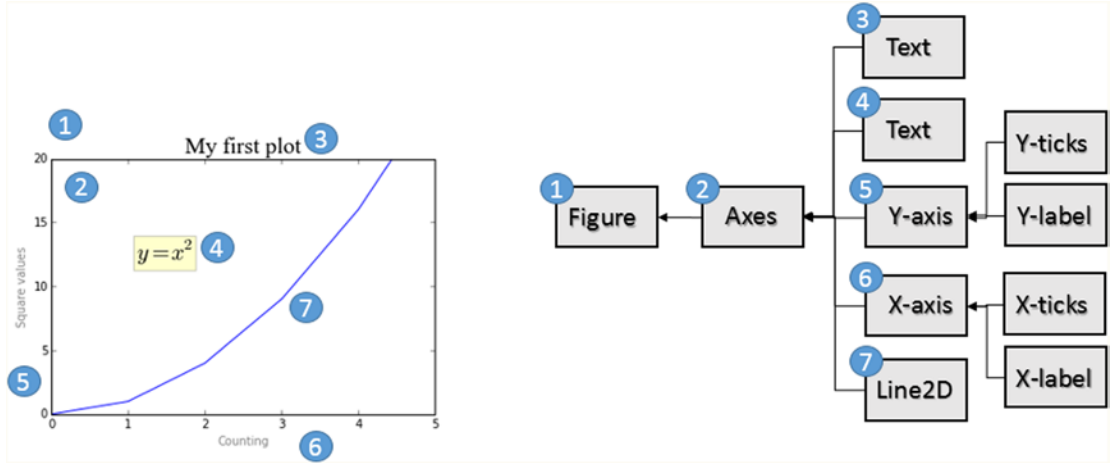 1
My first plot 3
20
2
15
y=x² 4
10
7
5
5
0
0 1 2 3 4 5
Square values
Counting
6
3
Text
4
Text
Y-ticks
1
Figure
2
Axes
5
Y-axis
Y-label
6
X-axis
X-ticks
X-label
7
Line2D